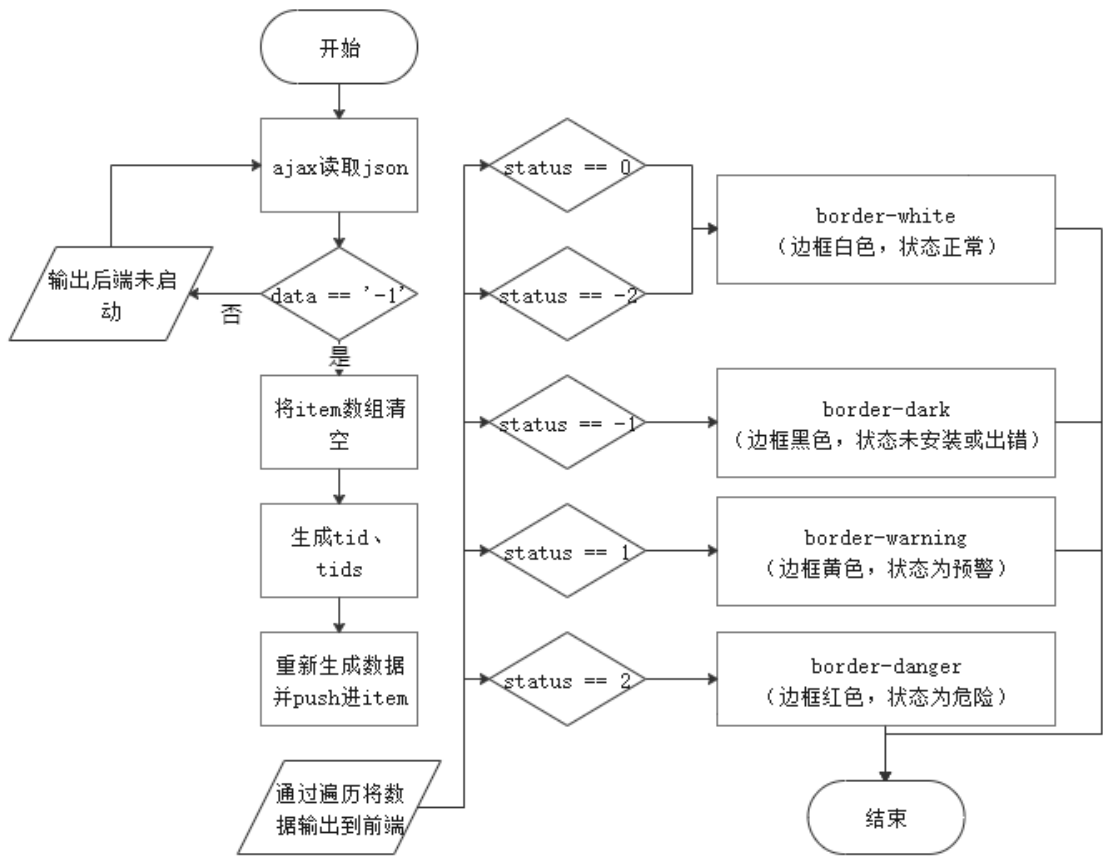 开始
ajax读取json
输出后端未启
动
data == '-1'
否
是
将item数组清
空
生成tid、
tids
重新生成数据
并push进item
通过遍历将数
据输出到前端
status == 0
status == -2
border-white
（边框白色，状态正常）
status == -1
border-dark
（边框黑色，状态未安装或出错）
status == 1
border-warning
（边框黄色，状态为预警）
status == 2
border-danger
（边框红色，状态为危险）
结束